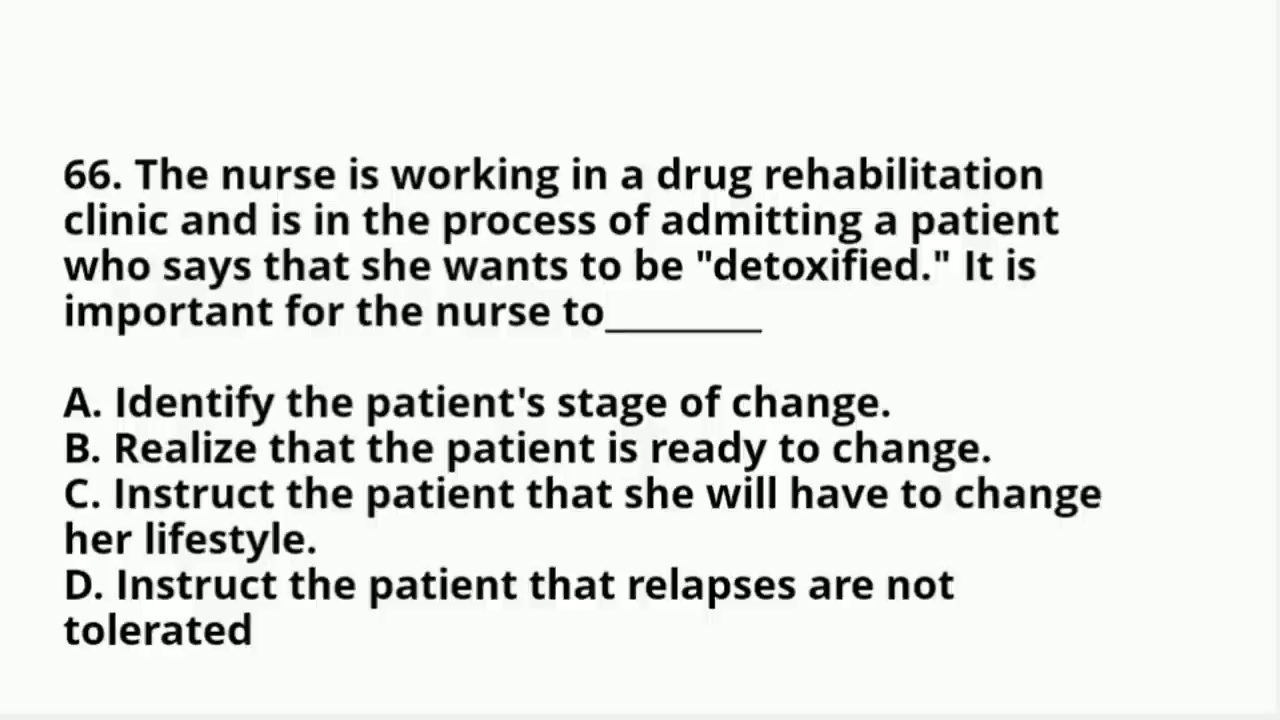 66. The nurse is working in a drug rehabilitation
clinic and is in the process of admitting a patient
who says that she wants to be "detoxified." It is
important for the nurse to________
A. Identify the patient's stage of change.
B. Realize that the patient is ready to change.
C. Instruct the patient that she will have to change
her lifestyle.
D. Instruct the patient that relapses are not
tolerated